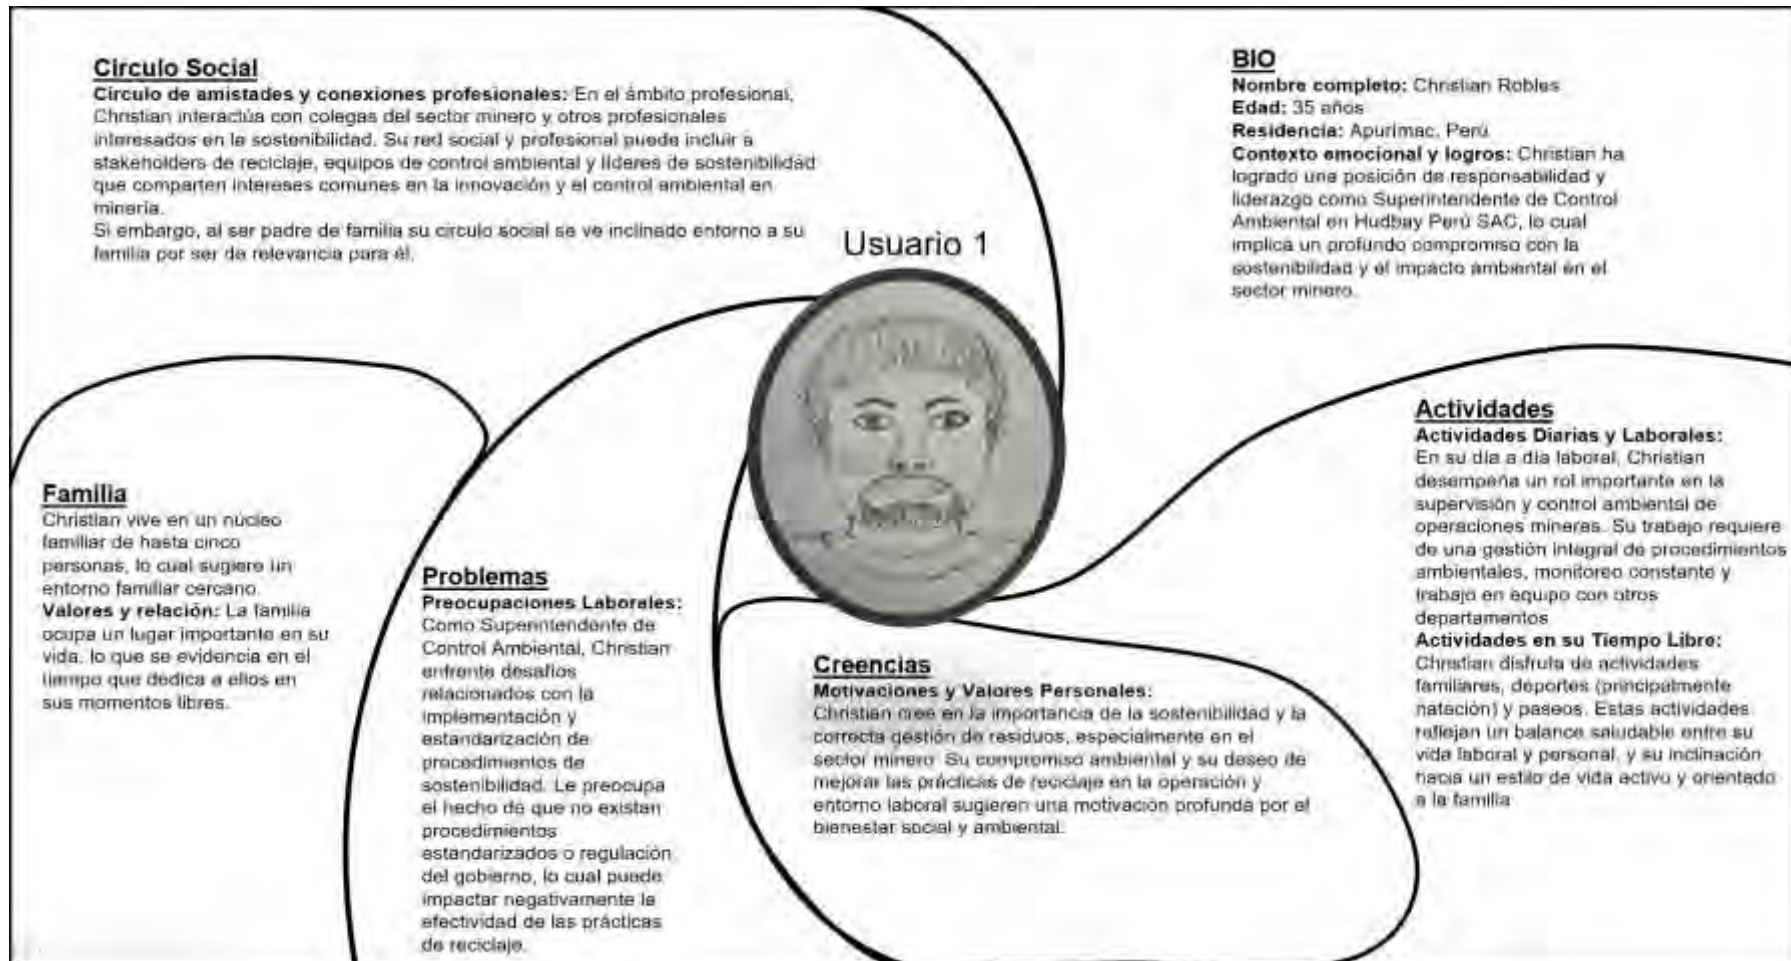 Círculo Social
Círculo de amistades y conexiones profesionales: En el ámbito profesional,
Christian interactúa con colegas del sector minero y otros profesionales
interesados en la sostenibilidad. Su red social y profesional puede incluir a
stakeholders de reciclaje, equipos de control ambiental y líderes de sostenibilidad
que comparten intereses comunes en la innovación y el control ambiental en
minería.
Si embargo, al ser padre de familia su circulo social se ve inclinado entorno a su
familia por ser de relevancia para él.
BIO
Nombre completo: Christian Robles
Edad: 35 años
Residencia: Apurímac, Perú
Contexto emocional y logros: Christian ha
logrado una posición de responsabilidad y
liderazgo como Superintendente de Control
Ambiental en Hudbay Perú SAC, lo cual
implica un profundo compromiso con la
sostenibilidad y el impacto ambiental en el
sector minero.
Usuario 1
Familia
Christian vive en un núcleo
familiar de hasta cinco
personas, lo cual sugiere un
entorno familiar cercano.
Valores y relación: La familia
ocupa un lugar importante en su
vida, lo que se evidencia en el
tiempo que dedica a ellos en
sus momentos libres.
Problemas
Preocupaciones Laborales:
Como Superintendente de
Control Ambiental, Christian
enfrente desafíos
relacionados con la
implementación y
estandarización de
procedimientos de
sostenibilidad. Le preocupa
el hecho de que no existan
procedimientos
estandarizados o regulación
del gobierno, lo cual puede
impactar negativamente la
efectividad de las prácticas
de reciclaje.
Creencias
Motivaciones y Valores Personales:
Christian cree en la importancia de la sostenibilidad y la
correcta gestión de residuos, especialmente en el
sector minero. Su compromiso ambiental y su deseo de
mejorar las prácticas de reciclaje en la operación y
entorno laboral sugieren una motivación profunda por el
bienestar social y ambiental.
Actividades
Actividades Diarias y Laborales:
En su día a día laboral, Christian
desempeña un rol importante en la
supervisión y control ambiental de
operaciones mineras. Su trabajo requiere
de una gestión integral de procedimientos
ambientales, monitoreo constante y
trabajo en equipo con otros
departamentos
Actividades en su Tiempo Libre:
Christian disfruta de actividades
familiares, deportes (principalmente
natación) y paseos. Estas actividades
reflejan un balance saludable entre su
vida laboral y personal, y su inclinación
hacia un estilo de vida activo y orientado
a la familia